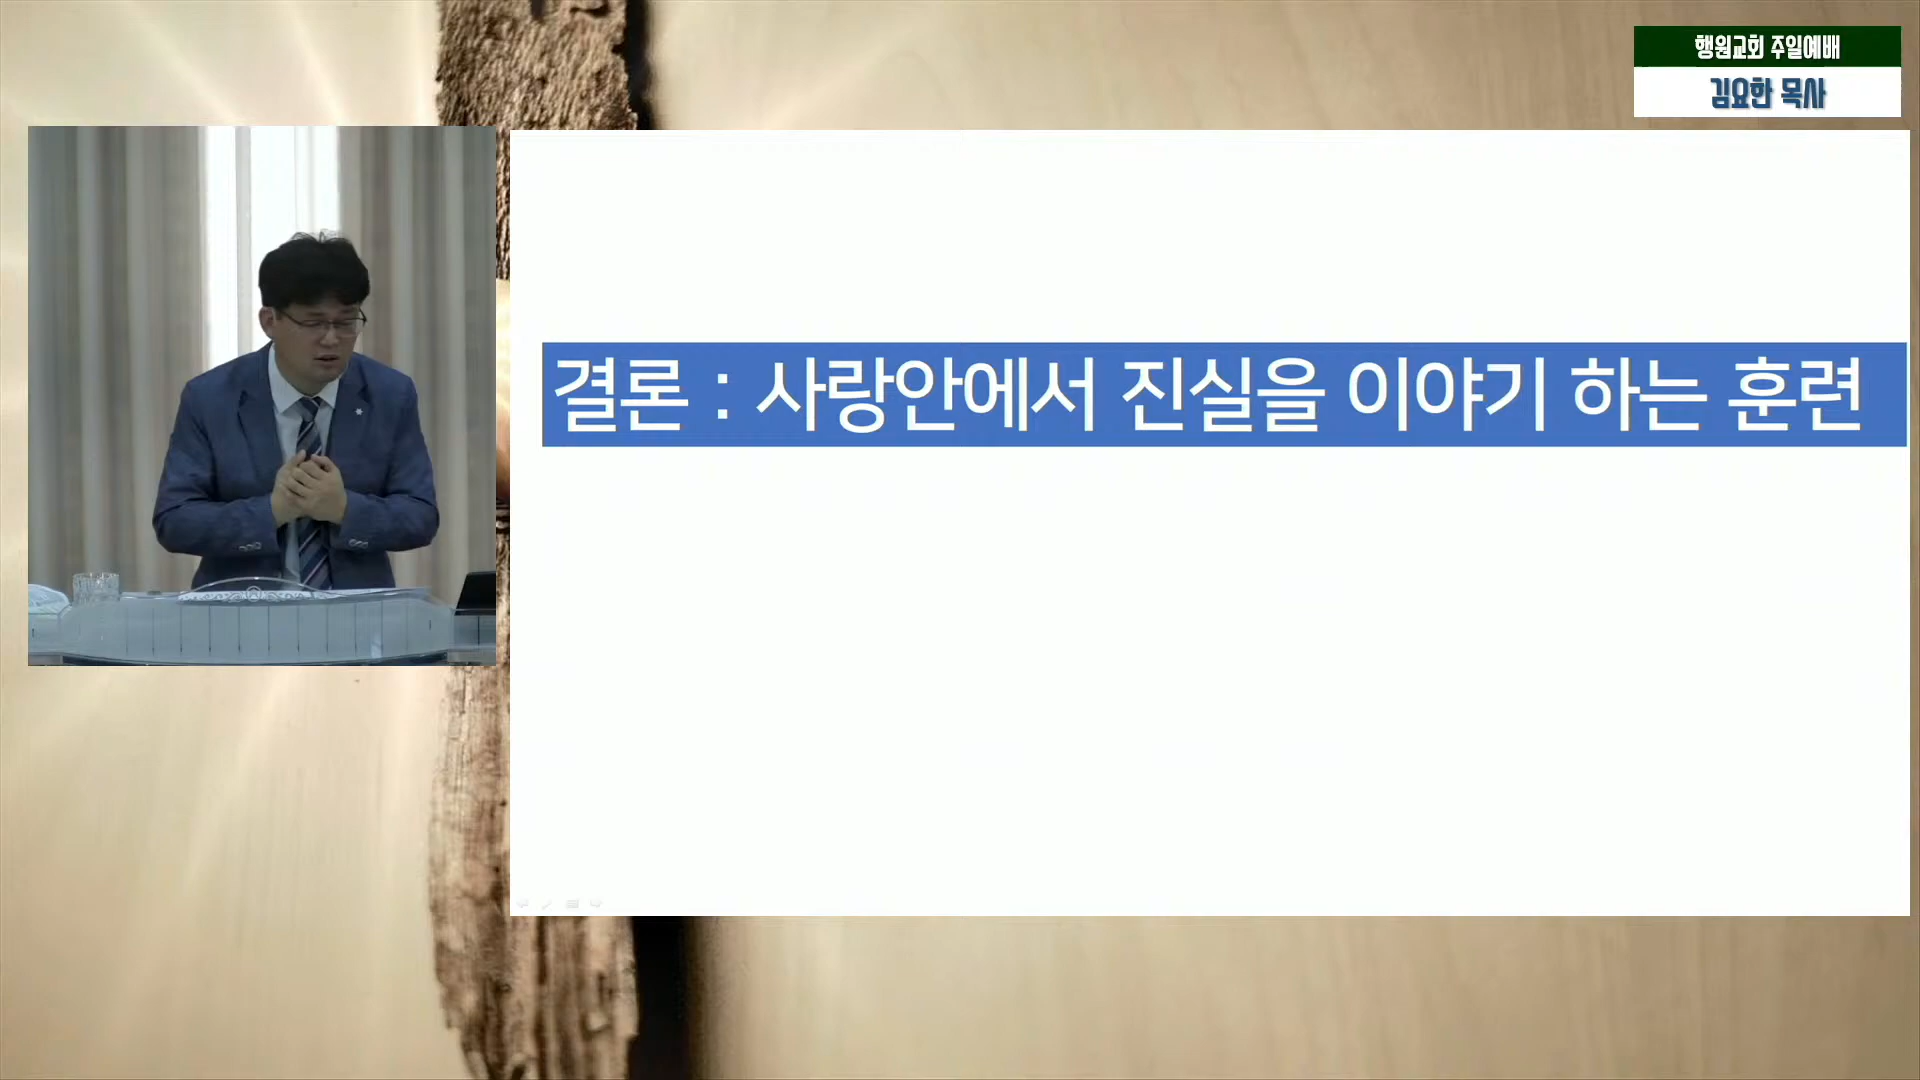 행원교회 주일예배
김요한 목사
결론 : 사랑안에서 진실을 이야기 하는 훈련